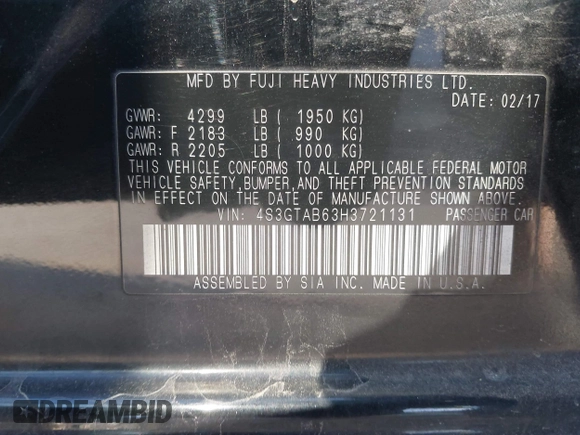 MFD BY FUJI HEAVY INDUSTRIES LTD.
DATE: 02/17
GVWR: 4299 LB ( 1950 KG)
GAWR: F 2183 LB ( 990 KG)
GAWR: R 2205 LB ( 1000 KG)
THIS VEHICLE CONFORMS TO ALL APPLICABLE FEDERAL MOTOR
VEHICLE SAFETY,BUMPER,AND THEFT PREVENTION STANDARDS
IN EFFECT ON THE DATE OF MANUFACTURE SHOWN ABOVE.
VIN: 4S3GTAB63H3721131 PASSENGER CAR
ASSEMBLED BY SIA INC. MADE IN U.S.A.
DREAMBID